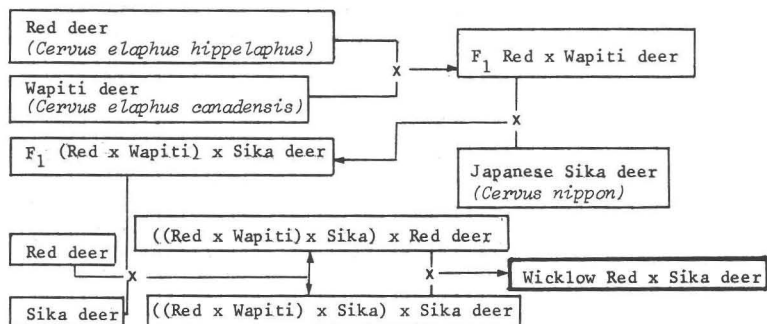 Red deer
(Cervus elaphus hippelaphus)
x
F1 Red x Wapiti deer
Wapiti deer
(Cervus elaphus canadensis)
x
F1 (Red x Wapiti) x Sika deer
Japanese Sika deer
(Cervus nippon)
((Red x Wapiti) x Sika) x Red deer
Red deer
x
x
Wicklow Red x Sika deer
Sika deer
((Red x Wapiti) x Sika) x Sika deer